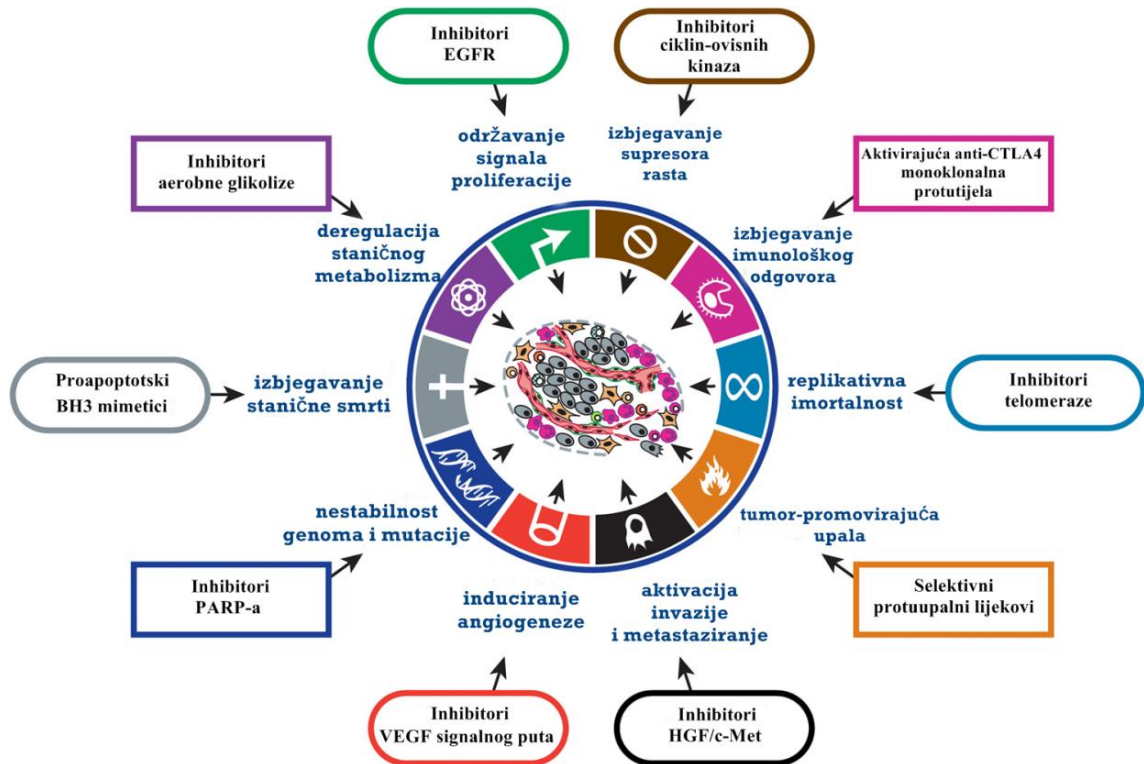 Inhibitori
EGFR
Inhibitori
ciklin-ovisnih
kinaza
održavanje
signala
proliferacije
izbjegavanje
supresora
rasta
Inhibitori
aerobne glikolize
Aktivirajuća anti-CTLA4
monoklonalna
protutijela
deregulacija
staničnog
metabolizma
izbjegavanje
imunološkog
odgovora
Proapoptotski
BH3 mimetici
izbjegavanje
stanične smrti
replikativna
imortalnost
Inhibitori
telomeraze
nestabilnost
genoma i mutacije
tumor-promovirajuća
upala
Inhibitori
PARP-a
induciranje
angiogeneze
aktivacija
invazije
i metastaziranje
Selektivni
protuupalni lijekovi
Inhibitori
VEGF signalnog puta
Inhibitori
HGF/c-Met